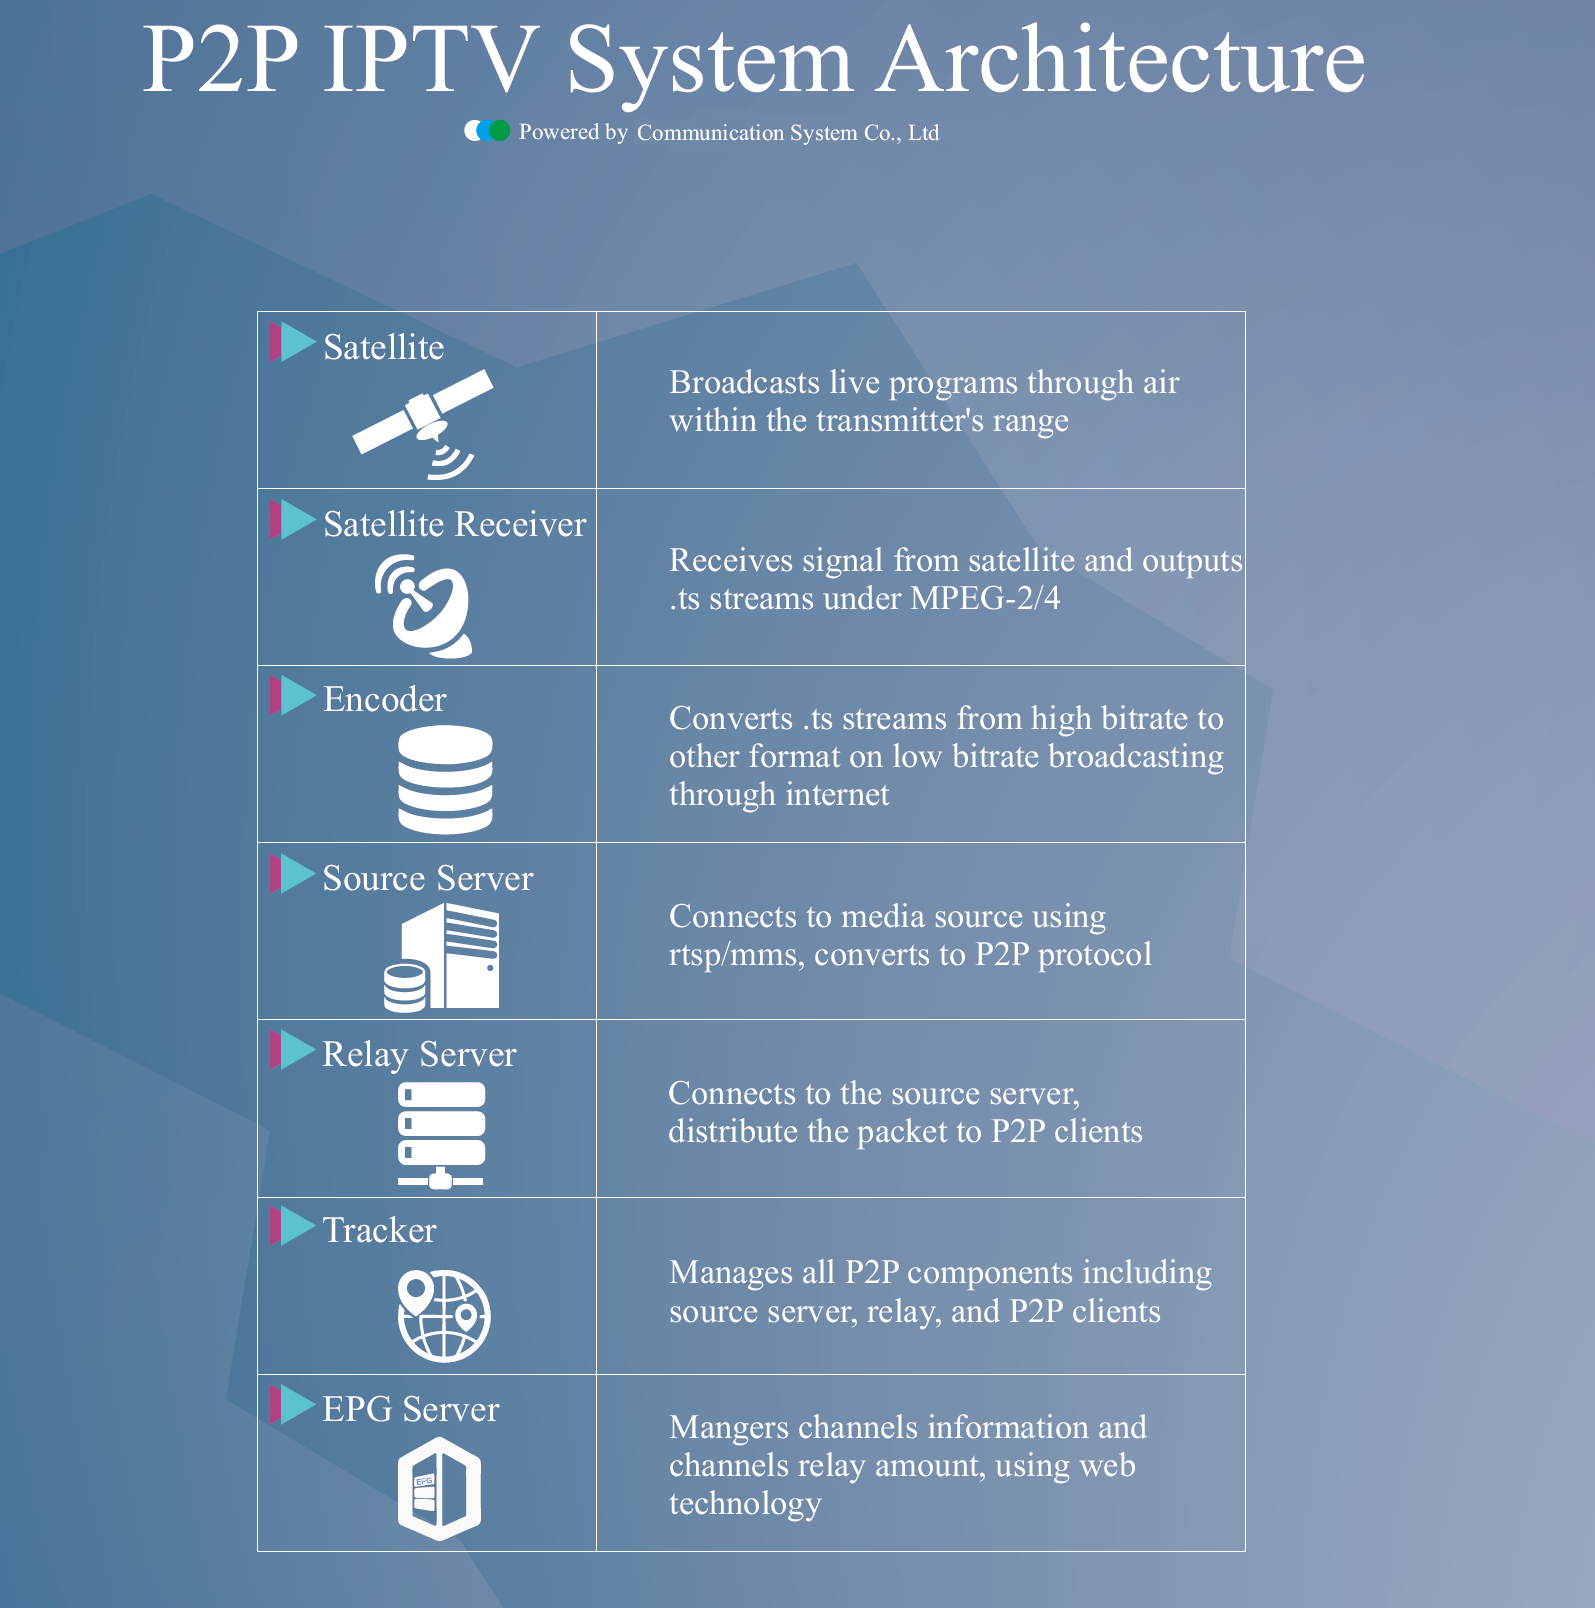 P2P IPTV System Architecture
Powered by Communication System Co., Ltd
Satellite
Broadcasts live programs through air
within the transmitter's range
Satellite Receiver
Receives signal from satellite and outputs
.ts streams under MPEG-2/4
Encoder
Converts .ts streams from high bitrate to
other format on low bitrate broadcasting
through internet
Source Server
Connects to media source using
rtsp/mms, converts to P2P protocol
Relay Server
Connects to the source server,
distribute the packet to P2P clients
Tracker
Manages all P2P components including
source server, relay, and P2P clients
EPG Server
EPG
Mangers channels information and
channels relay amount, using web
technology